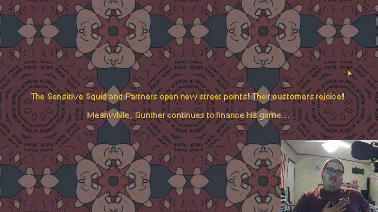 The Sensitive Squid and Partners open new street points! Their customers rejoice!
Meanwhile, Gunther continues to finance his game...